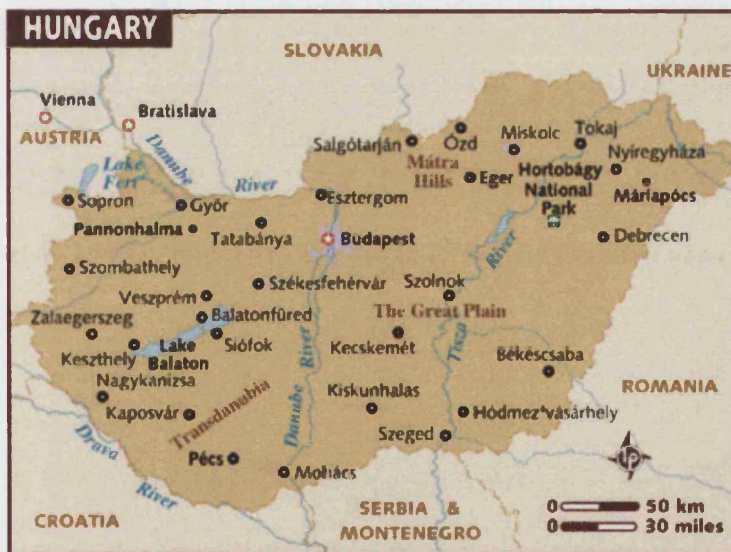 HUNGARY
SLOVAKIA
UKRAINE
Vienna
Bratislava
AUSTRIA
Danube
River
Lake
Fert
Salgótarján
Ózd
Miskolc
Tokaj
Mátra
Hills
Eger
Hortobágy
National
Park
Nyíregyháza
Máriapócs
Sopron
Győr
Esztergom
Pannonhalma
Tatabánya
Budapest
Debrecen
River
Szombathely
Székesfehérvár
Szolnok
Veszprém
The Great Plain
Balatonfüred
Zalaegerszeg
Siófok
Kecskemét
Tisza
Keszthely
Lake
Balaton
River
Békéscsaba
Nagykanizsa
Kiskunhalas
ROMANIA
Kaposvár
Transdanubia
Danube
Hódmez"vásárhely
Szeged
Drava
River
Pécs
Mohács
LP
CROATIA
SERBIA &
MONTENEGRO
0 50 km
0 30 miles